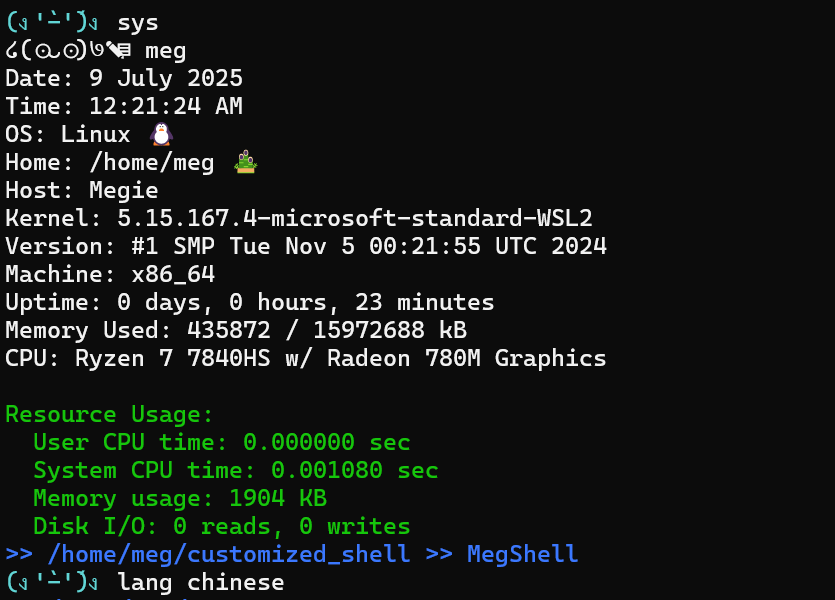 (ง '̀-'́)ง sys
૮(ʘ‿ʘ)ა✎📄 meg
Date: 9 July 2025
Time: 12:21:24 AM
OS: Linux 🐧
Home: /home/meg 🎍
Host: Megie
Kernel: 5.15.167.4-microsoft-standard-WSL2
Version: #1 SMP Tue Nov 5 00:21:55 UTC 2024
Machine: x86_64
Uptime: 0 days, 0 hours, 23 minutes
Memory Used: 435872 / 15972688 kB
CPU: Ryzen 7 7840HS w/ Radeon 780M Graphics
Resource Usage:
User CPU time: 0.000000 sec
System CPU time: 0.001080 sec
Memory usage: 1904 KB
Disk I/O: 0 reads, 0 writes
>> /home/meg/customized_shell >> MegShell
(ง '̀-'́)ง lang chinese